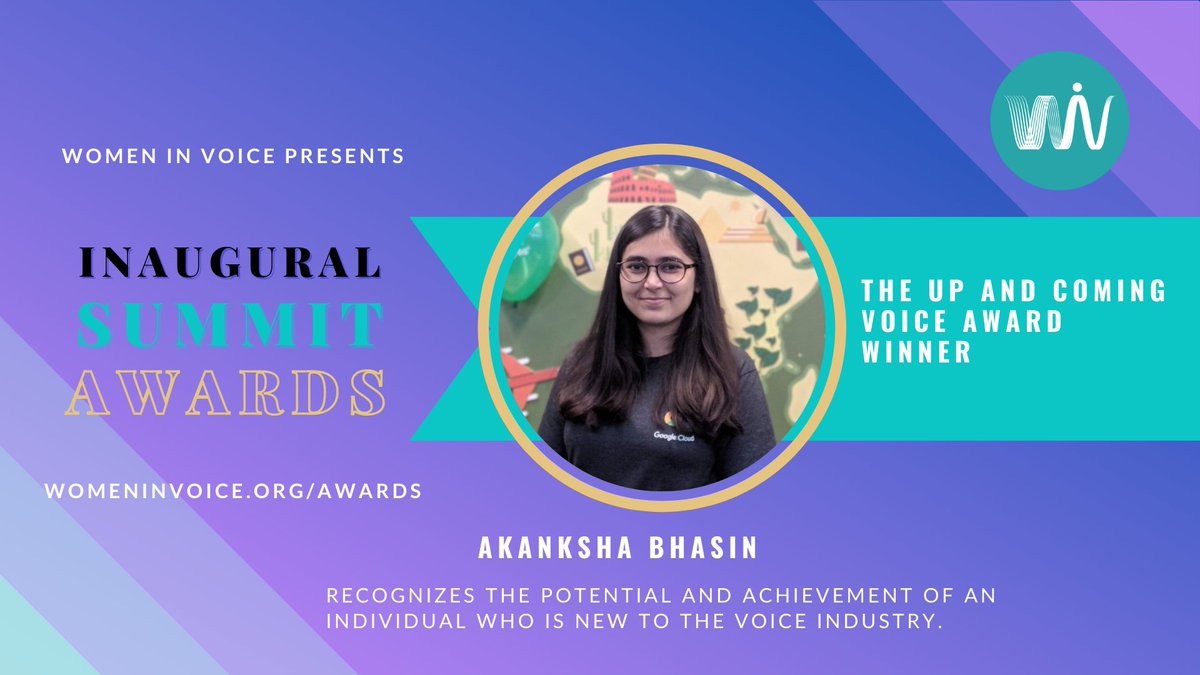 WOMEN IN VOICE PRESENTS
INAUGURAL
SUMMIT
AWARDS
WOMENINVOICE.ORG/AWARDS
WIV
Google Cloud
THE UP AND COMING
VOICE AWARD
WINNER
AKANKSHA BHASIN
RECOGNIZES THE POTENTIAL AND ACHIEVEMENT OF AN
INDIVIDUAL WHO IS NEW TO THE VOICE INDUSTRY.